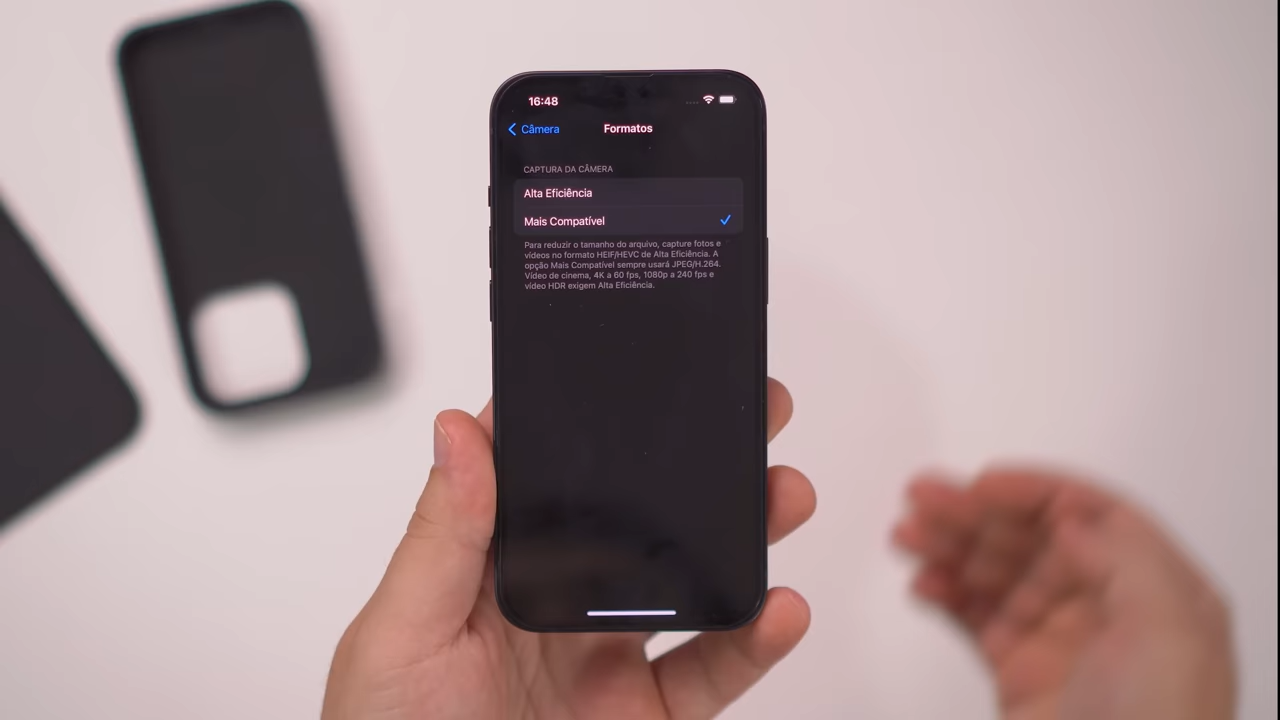 16:48
Câmera
Formatos
CAPTURA DA CÂMERA
Alta Eficiência
Mais Compatível
Para reduzir o tamanho do arquivo, capture fotos e
vídeos no formato HEIF/HEVC de Alta Eficiência. A
opção Mais Compatível sempre usará JPEG/H.264.
Vídeo de cinema, 4K a 60 fps, 1080p a 240 fps e
vídeo HDR exigem Alta Eficiência.